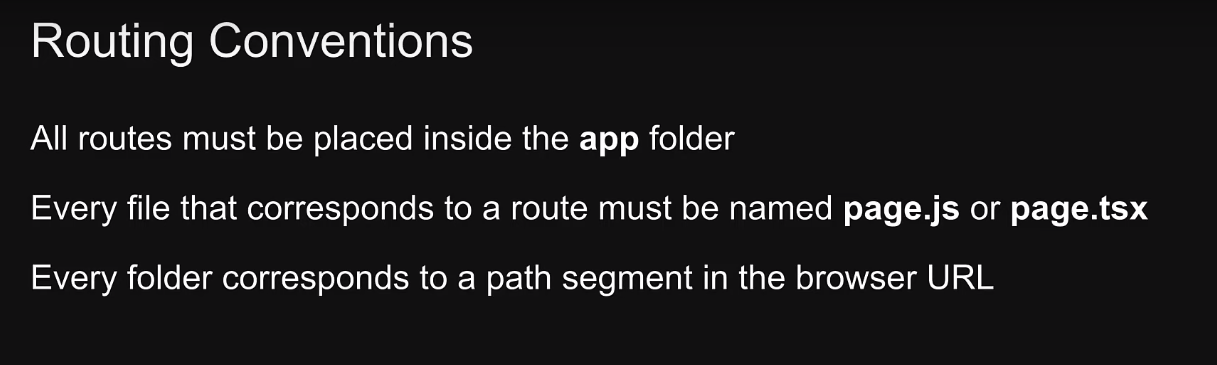 Routing Conventions
All routes must be placed inside the app folder
Every file that corresponds to a route must be named page.js or page.tsx
Every folder corresponds to a path segment in the browser URL